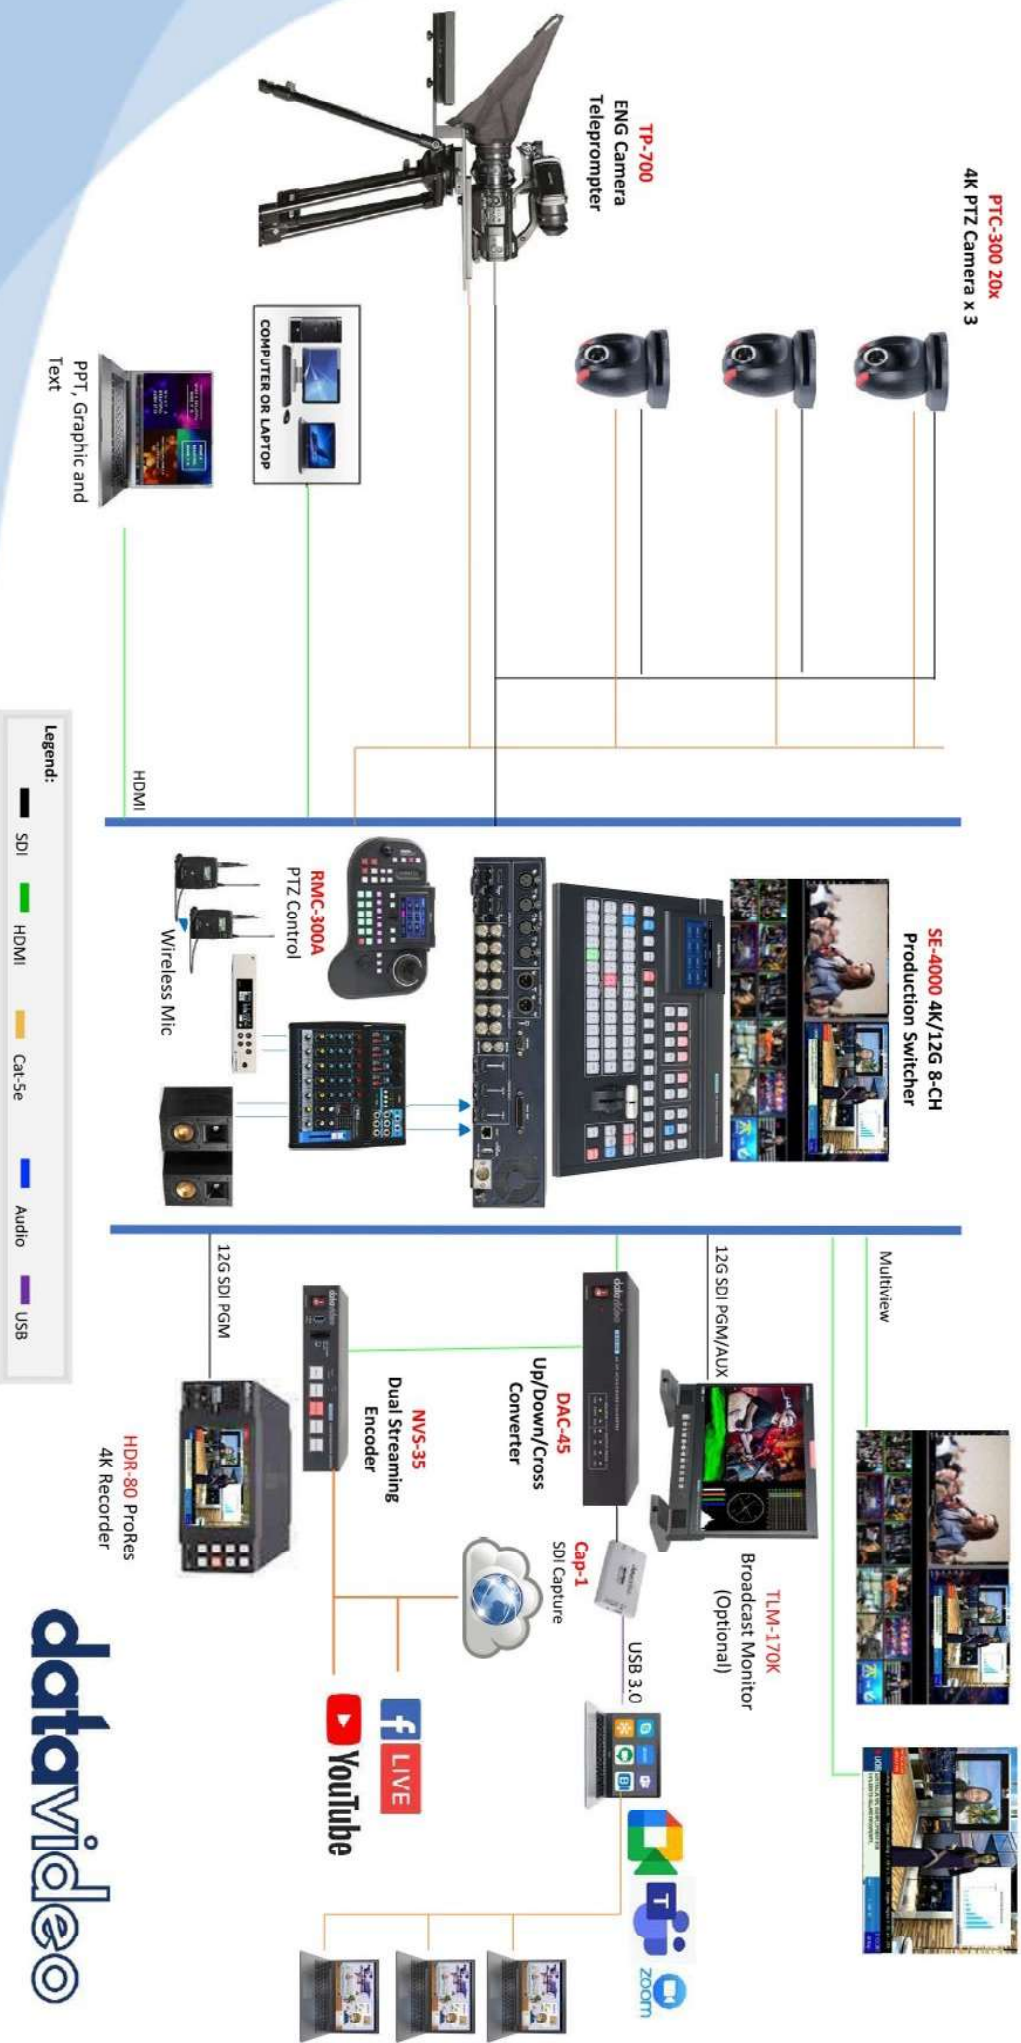 PTC-300 20x
4K PTZ Camera x 3
TP-700
ENG Camera
Teleprompter
COMPUTER OR LAPTOP
PPT, Graphic and
Text
HDMI
SE-4000 4K/12G 8-CH
Production Switcher
RMC-300A
PTZ Control
Wireless Mic
Multiview
12G SDI PGM/AUX
TLM-170K
Broadcast Monitor
(Optional)
datavideo
DAC-45
Up/Down/Cross
Converter
Cap-1
SDI Capture
USB 3.0
zoom
datavideo
NVS-35
Dual Streaming
Encoder
f LIVE
YouTube
12G SDI PGM
HDR-80 ProRes
4K Recorder
Legend:
SDI
HDMI
Cat-5e
Audio
USB
datavideo